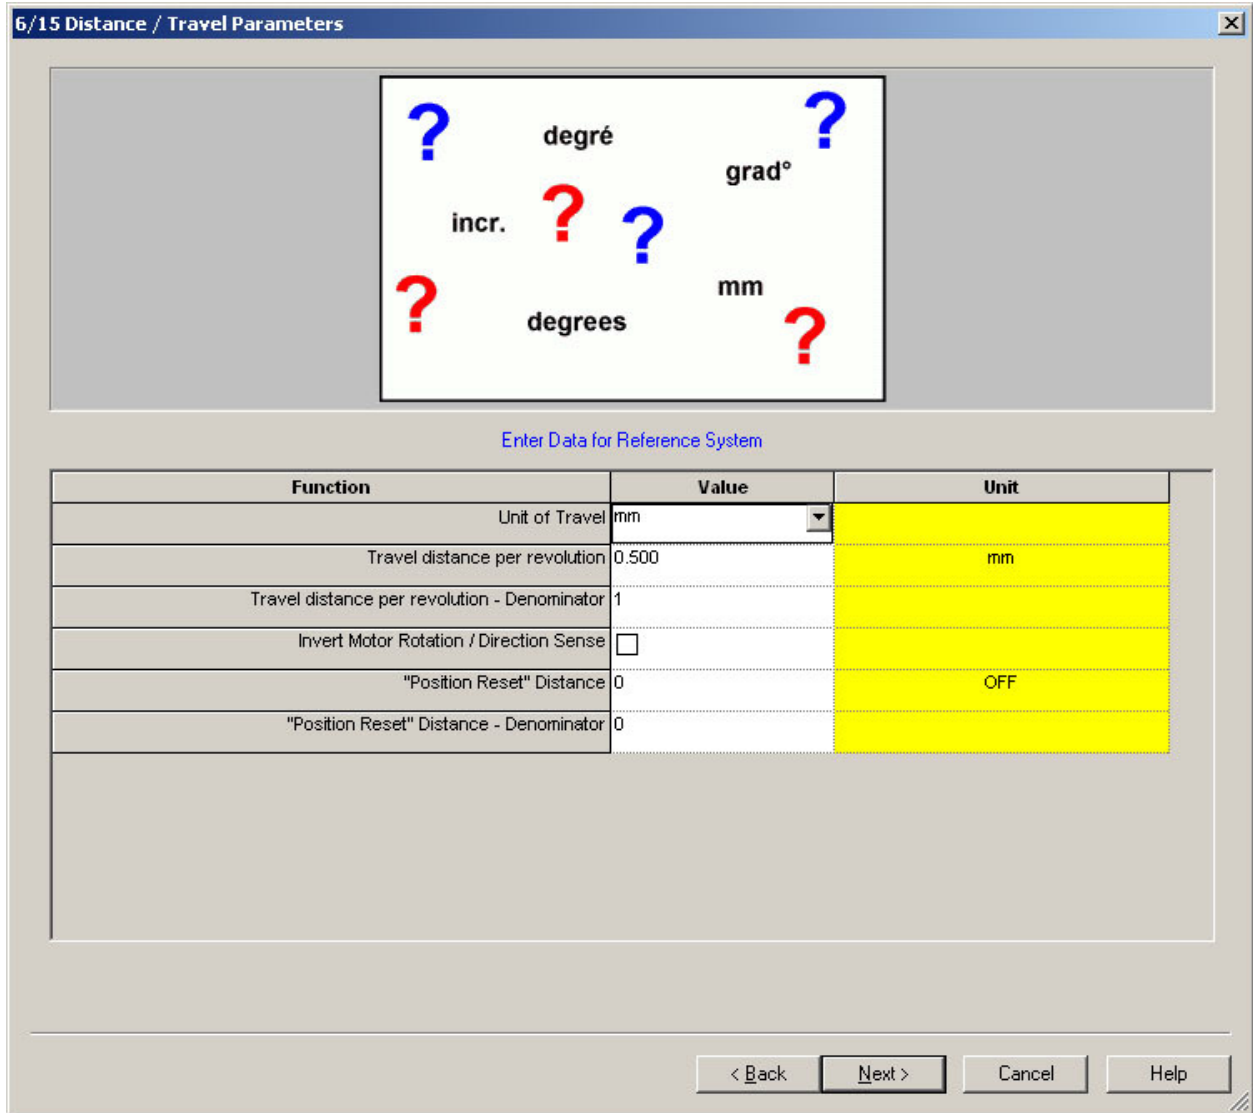 6/15 Distance / Travel Parameters
? degré ?
grad°
incr. ? ?
? mm
degrees ?
Enter Data for Reference System
Function Value Unit
Unit of Travel mm
Travel distance per revolution 0.500 mm
Travel distance per revolution - Denominator 1
Invert Motor Rotation / Direction Sense
"Position Reset" Distance 0 OFF
"Position Reset" Distance - Denominator 0
< Back Next > Cancel Help